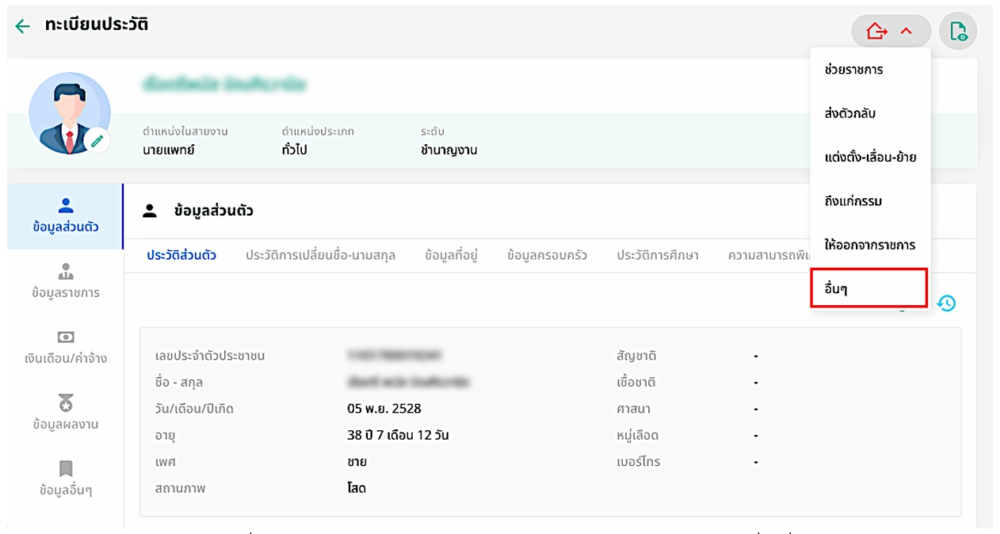 ทะเบียนประวัติ
ช่วยราชการ
ส่งตัวกลับ
แต่งตั้ง-เลื่อน-ย้าย
ถึงแก่กรรม
ให้ออกจากราชการ
อื่นๆ
ตำแหน่งในสายงาน ตำแหน่งประเภท ระดับ
นายแพทย์ ทั่วไป ชำนาญงาน
ข้อมูลส่วนตัว
ข้อมูลราชการ
เงินเดือน/ค่าจ้าง
ข้อมูลผลงาน
ข้อมูลอื่นๆ
ข้อมูลส่วนตัว
ประวัติส่วนตัว ประวัติการเปลี่ยนชื่อ-นามสกุล ข้อมูลที่อยู่ ข้อมูลครอบครัว ประวัติการศึกษา
เลขประจำตัวประชาชน สัญชาติ -
ชื่อ - สกุล เชื้อชาติ -
วัน/เดือน/ปีเกิด 05 พ.ย. 2528 ศาสนา -
อายุ 38 ปี 7 เดือน 12 วัน หมู่เลือด -
เพศ ชาย เบอร์โทร -
สถานภาพ โสด